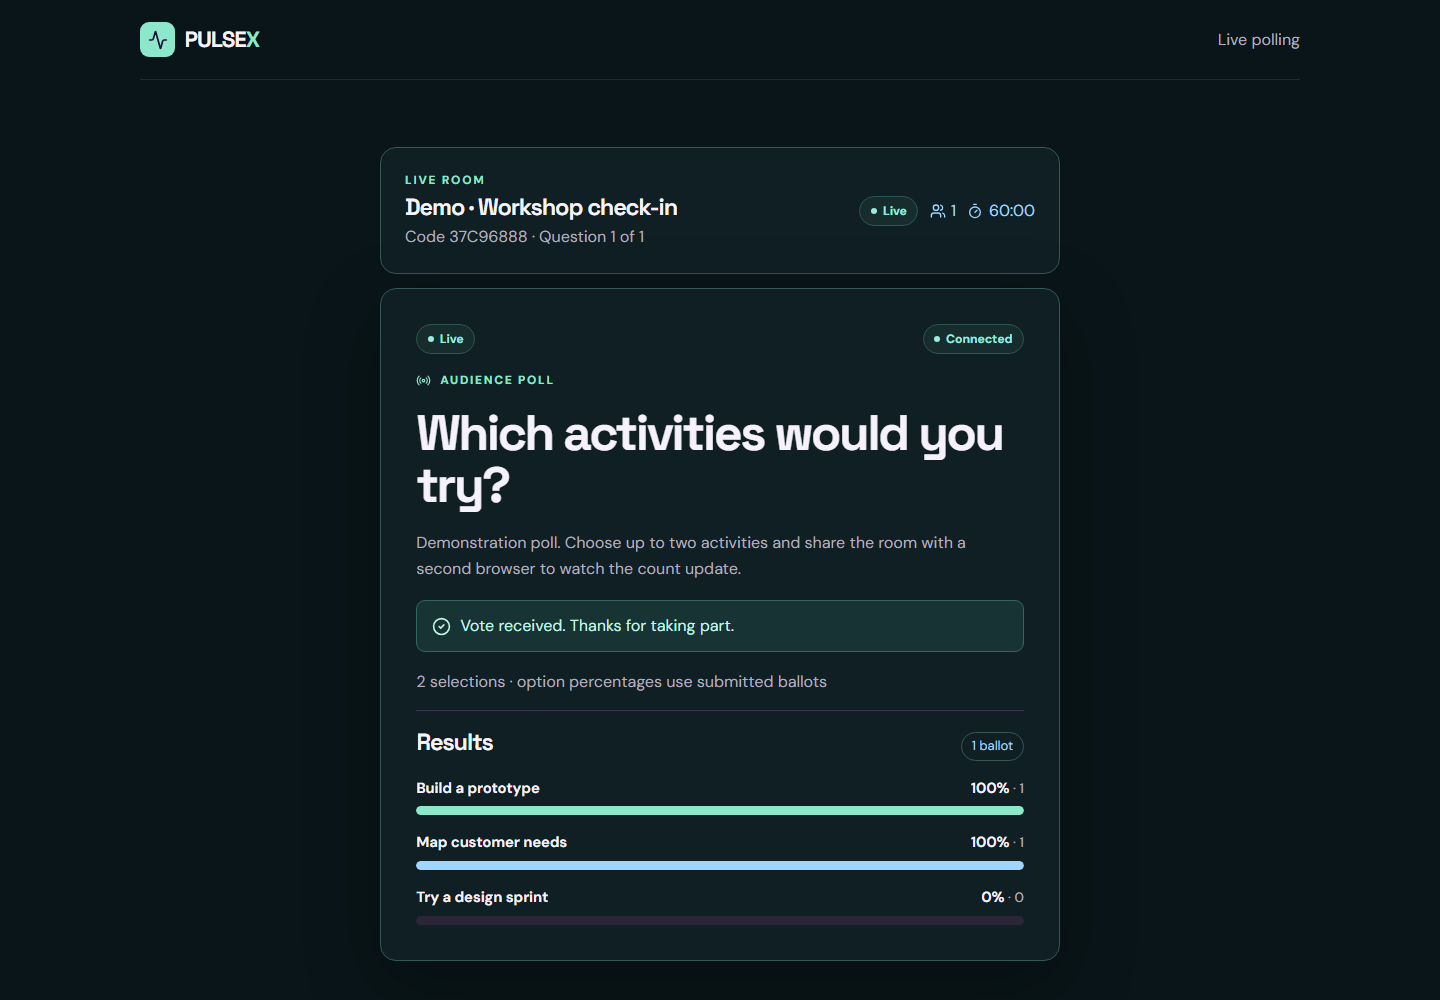 PULSEX
Live polling
LIVE ROOM
Demo · Workshop check-in
Code 37C96888 · Question 1 of 1
Live
1
60:00
Live
Connected
AUDIENCE POLL
Which activities would you
try?
Demonstration poll. Choose up to two activities and share the room with a
second browser to watch the count update.
Vote received. Thanks for taking part.
2 selections · option percentages use submitted ballots
Results
1 ballot
Build a prototype
100% · 1
Map customer needs
100% · 1
Try a design sprint
0% · 0